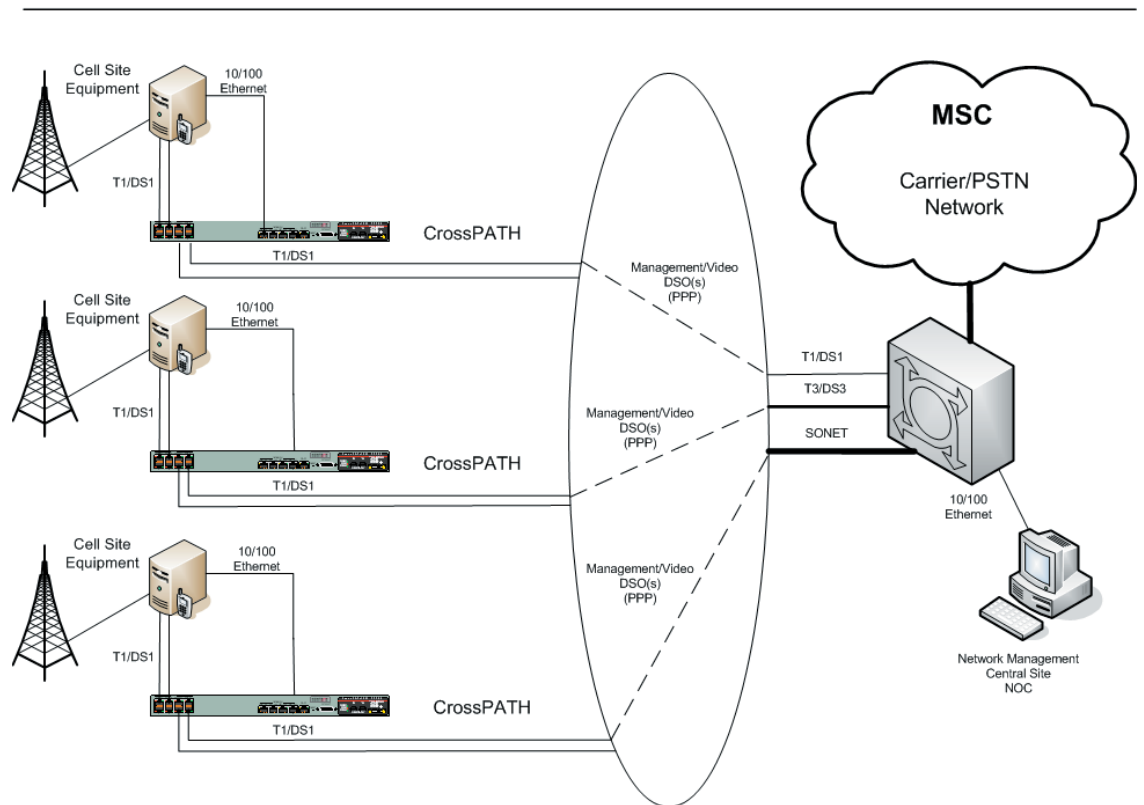 Cell Site
Equipment
10/100
Ethernet
T1/DS1
CrossPATH
T1/DS1
Cell Site
Equipment
10/100
Ethernet
T1/DS1
CrossPATH
T1/DS1
Cell Site
Equipment
10/100
Ethernet
T1/DS1
CrossPATH
T1/DS1
Management/Video
DSO(s)
(PPP)
Management/Video
DSO(s)
(PPP)
Management/Video
DSO(s)
(PPP)
MSC
Carrier/PSTN
Network
T1/DS1
T3/DS3
SONET
10/100
Ethernet
Network Management
Central Site
NOC